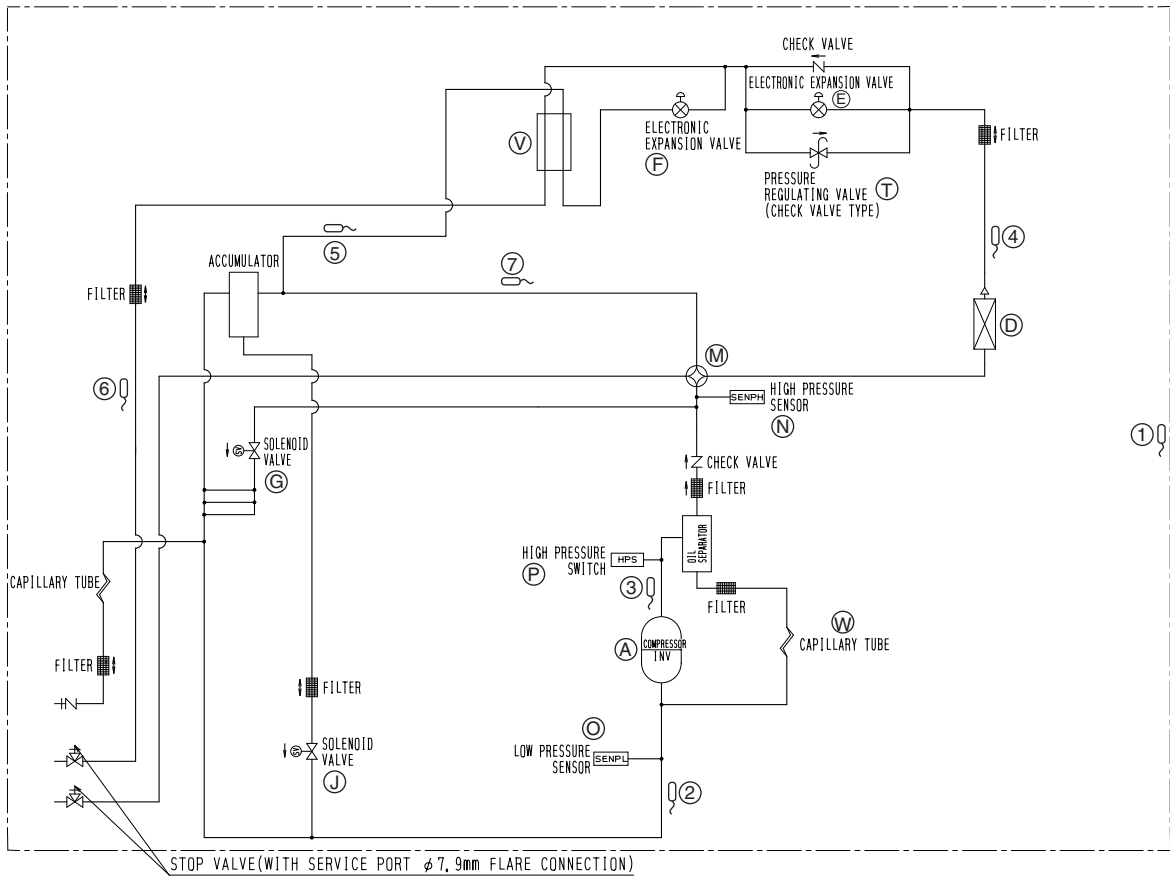 CHECK VALVE
ELECTRONIC EXPANSION VALVE
E
ELECTRONIC
EXPANSION VALVE
F
V
PRESSURE
REGULATING VALVE
(CHECK VALVE TYPE)
T
FILTER
4
5
7
ACCUMULATOR
FILTER
D
M
6
SENPH
HIGH PRESSURE
SENSOR
N
1
SOLENOID
VALVE
G
CHECK VALVE
FILTER
OIL
SEPARATOR
HIGH PRESSURE
SWITCH
P
HPS
3
CAPILLARY TUBE
FILTER
W
CAPILLARY TUBE
A
COMPRESSOR
INV
FILTER
FILTER
O
LOW PRESSURE
SENSOR
SENPL
SOLENOID
VALVE
J
2
STOP VALVE(WITH SERVICE PORT φ7.9mm FLARE CONNECTION)